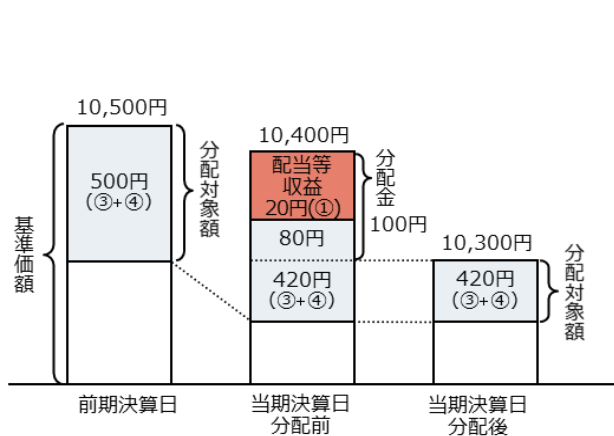 10,500円
500円
(③+④)
分配対象額
基準価額
前期決算日
10,400円
配当等
収益
20円(①)
80円
420円
(③+④)
分配金
100円
当期決算日
分配前
10,300円
420円
(③+④)
分配対象額
当期決算日
分配後